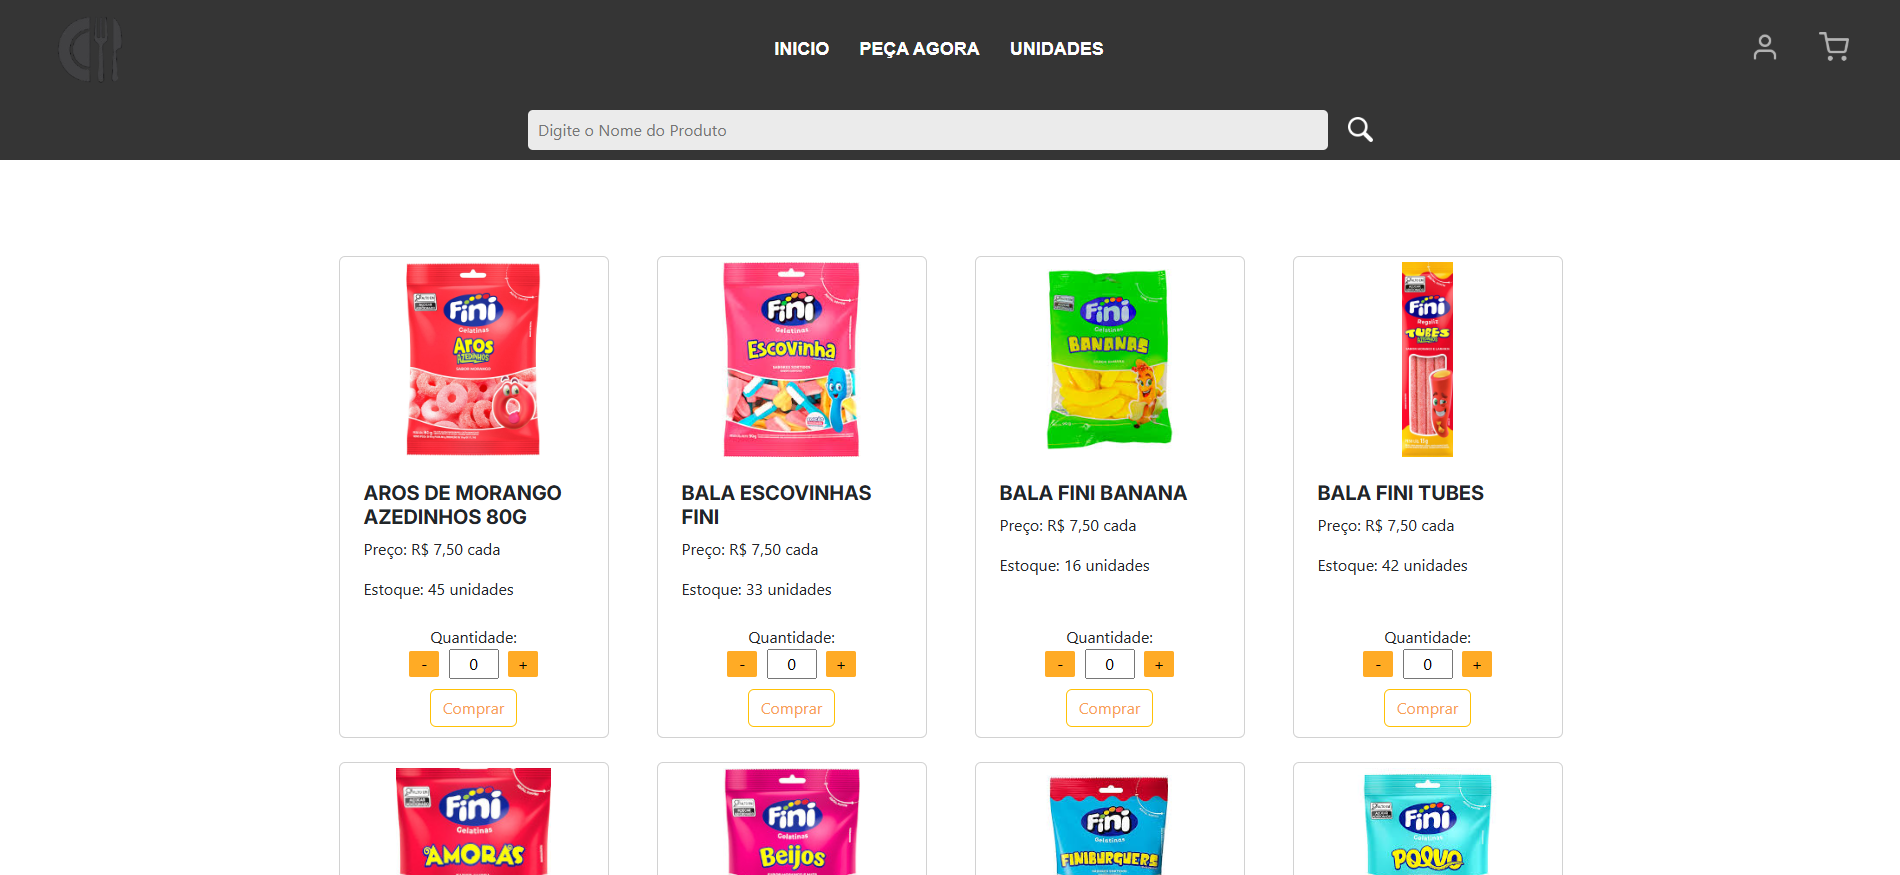 INICIO PEÇA AGORA UNIDADES
Digite o Nome do Produto
Fini
Gelatinas
Aros
AZEDINHOS
Fini
Gelatinas
Escovinha
Fini
BANANAS
Fini
TUBES
AROS DE MORANGO
AZEDINHOS 80G
Preço: R$ 7,50 cada
Estoque: 45 unidades
Quantidade:
- 0 +
Comprar
BALA ESCOVINHAS
FINI
Preço: R$ 7,50 cada
Estoque: 33 unidades
Quantidade:
- 0 +
Comprar
BALA FINI BANANA
Preço: R$ 7,50 cada
Estoque: 16 unidades
Quantidade:
- 0 +
Comprar
BALA FINI TUBES
Preço: R$ 7,50 cada
Estoque: 42 unidades
Quantidade:
- 0 +
Comprar
Fini
Gelatinas
AMORAS
Fini
Gelatinas
Beijos
Fini
Gelatinas
FINIBURGUERS
Fini
Gelatinas
POLVO